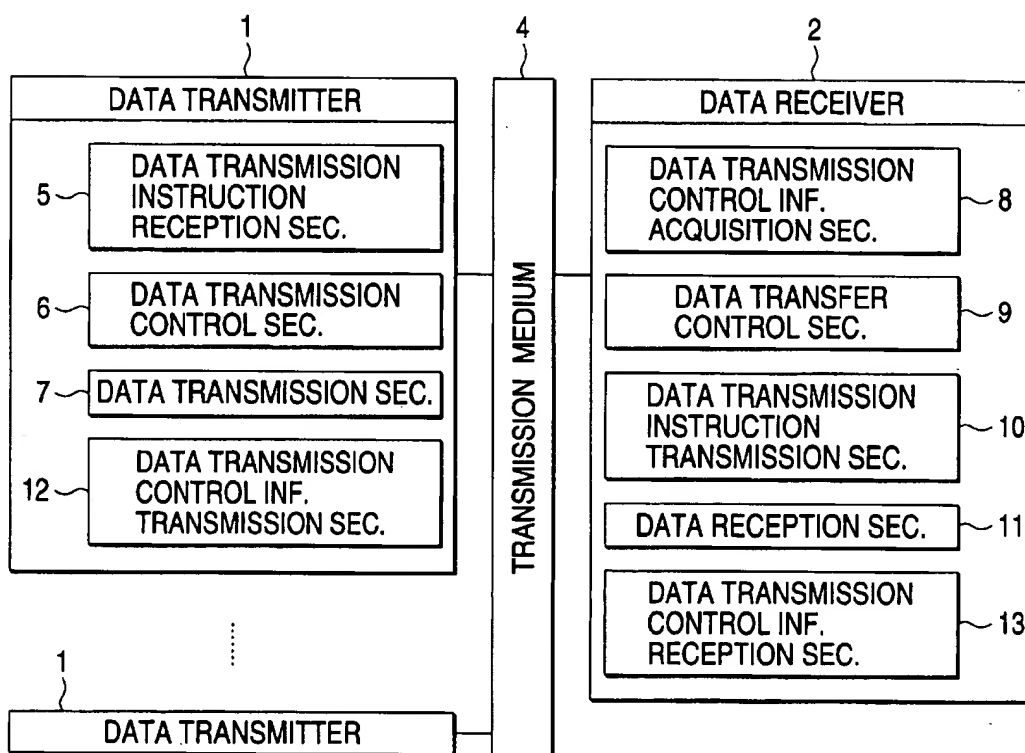 1
4
2
DATA TRANSMITTER
5
DATA TRANSMISSION
INSTRUCTION
RECEPTION SEC.
6
DATA TRANSMISSION
CONTROL SEC.
7
DATA TRANSMISSION SEC.
12
DATA TRANSMISSION
CONTROL INF.
TRANSMISSION SEC.
1
DATA TRANSMITTER
TRANSMISSION MEDIUM
DATA RECEIVER
DATA TRANSMISSION
CONTROL INF.
ACQUISITION SEC.
8
DATA TRANSFER
CONTROL SEC.
9
DATA TRANSMISSION
INSTRUCTION
TRANSMISSION SEC.
10
DATA RECEPTION SEC.
11
DATA TRANSMISSION
CONTROL INF.
RECEPTION SEC.
13